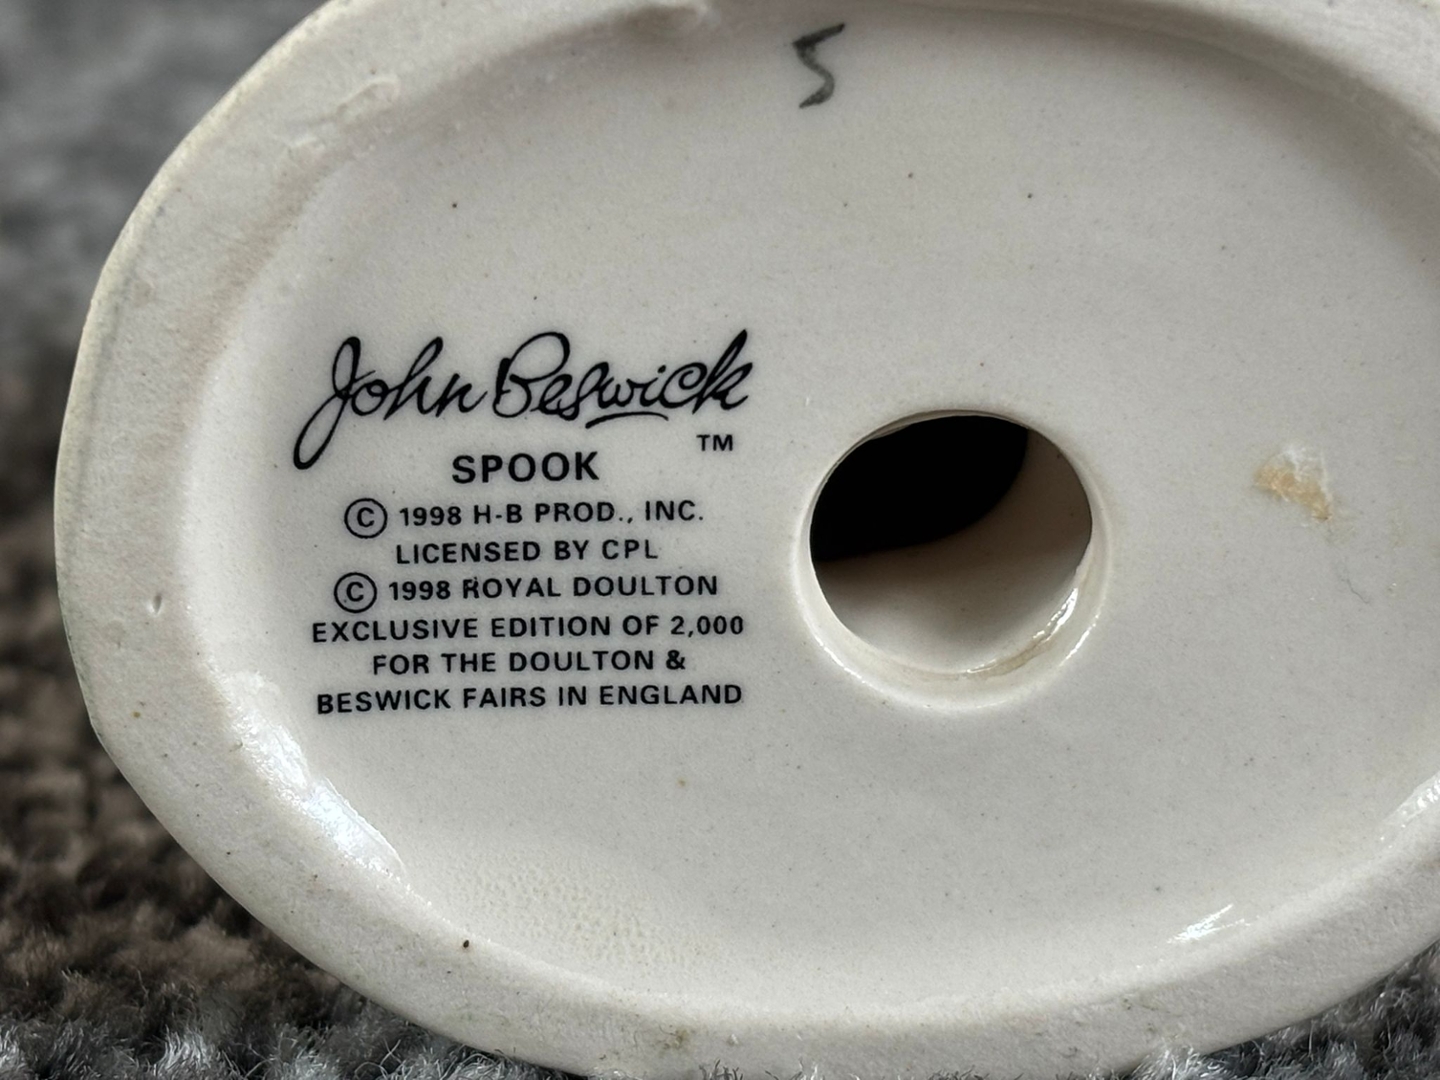 S
John Beswick
TM
SPOOK
© 1998 H-B PROD., INC.
LICENSED BY CPL
© 1998 ROYAL DOULTON
EXCLUSIVE EDITION OF 2,000
FOR THE DOULTON &
BESWICK FAIRS IN ENGLAND